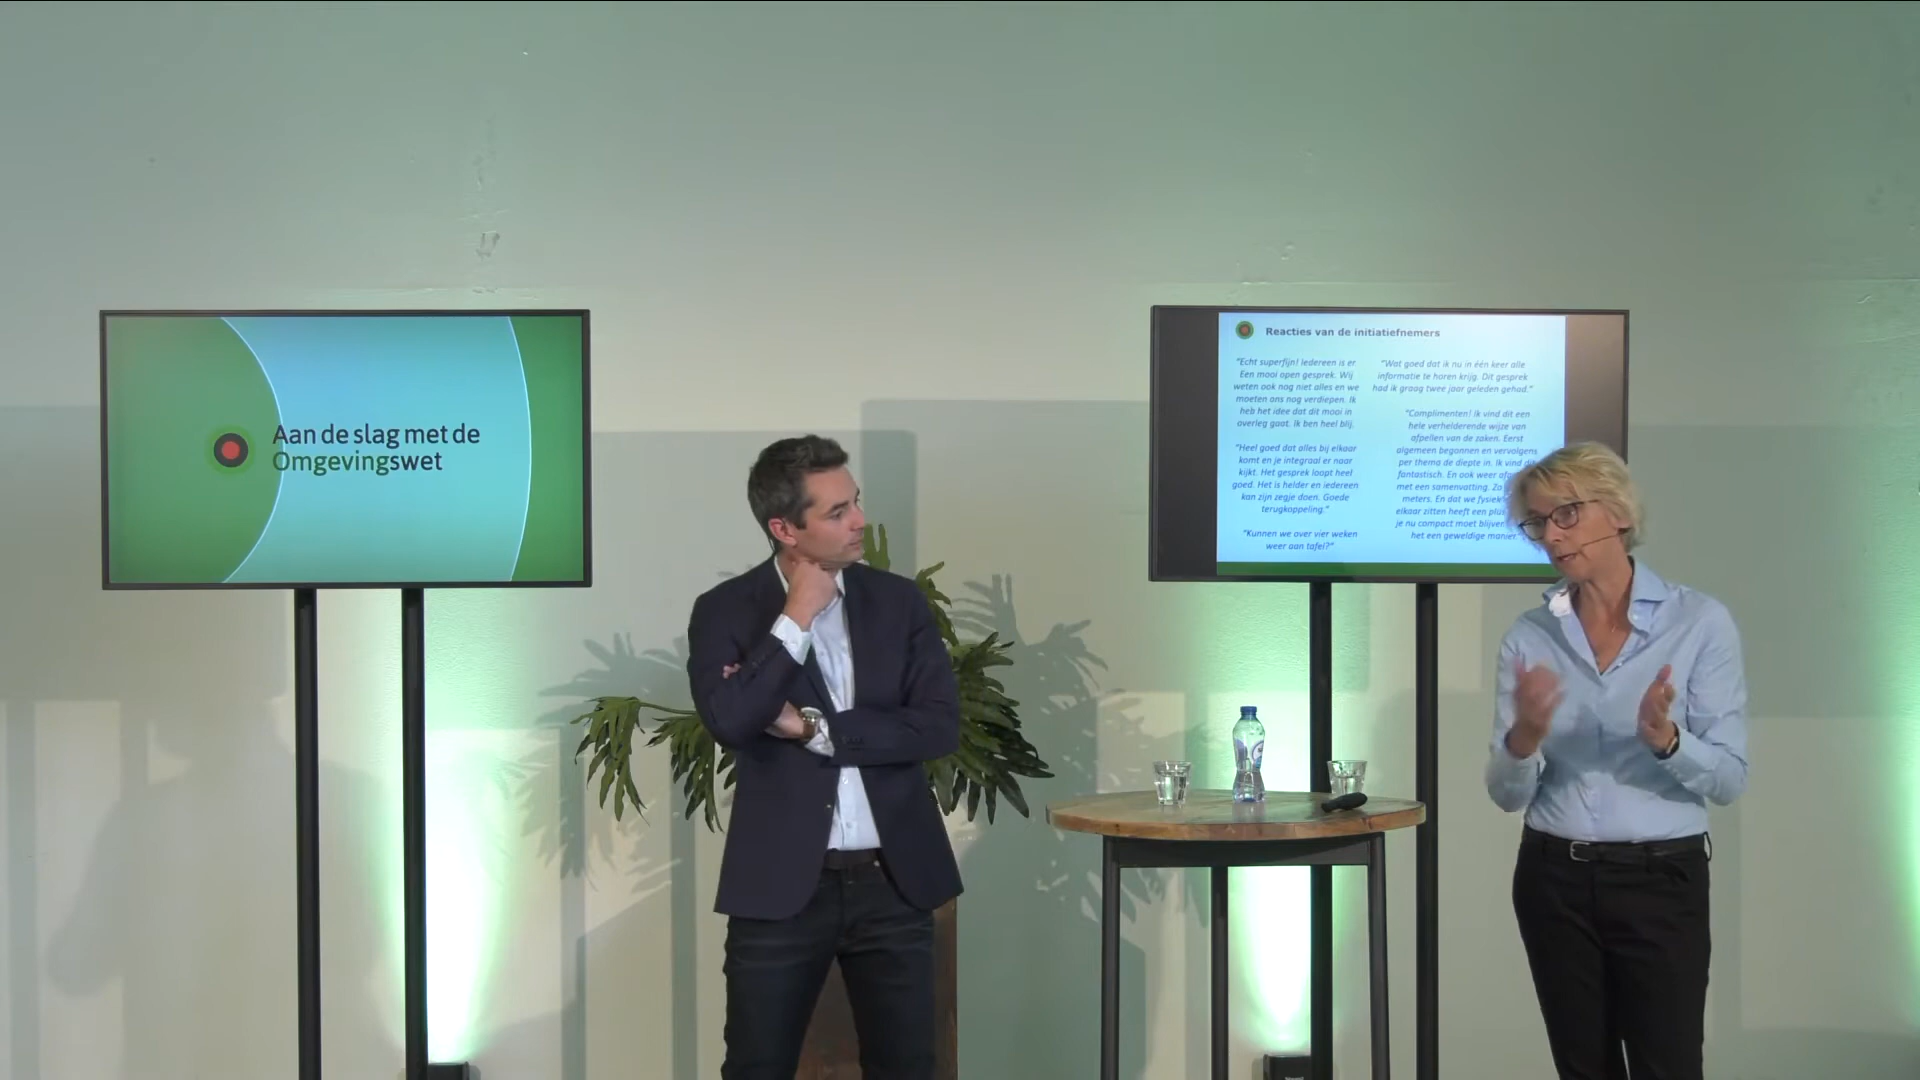 Aan de slag met de
Omgevingswet
Reacties van de initiatiefnemers
"Echt superfijn! Iedereen is er
Een mooi open gesprek. Wij
weten ook nog niet alles en we
moeten ons nog verdiepen. Ik
heb het idee dat dit mooi in
overleg gaat. Ik ben heel blij.
"Heel goed dat alles bij elkaar
komt en je integraal er naar
kijkt. Het gesprek loopt heel
goed. Het is helder en iedereen
kan zijn zegje doen. Goede
terugkoppeling."
"Kunnen we over vier weken
weer aan tafel?"
"Wat goed dat ik nu in één keer alle
informatie te horen krijg. Dit gesprek
had ik graag twee jaar geleden gehad."
"Complimenten! Ik vind dit een
hele verhelderende wijze van
afpellen van de zaken. Eerst
algemeen begonnen en vervolgens
per thema de diepte in. Ik vind dit
fantastisch. En ook weer
met een samenvatting.
meters. En dat we fysiek
elkaar zitten heeft een
je nu compact moet blijven
het een geweldige manier."